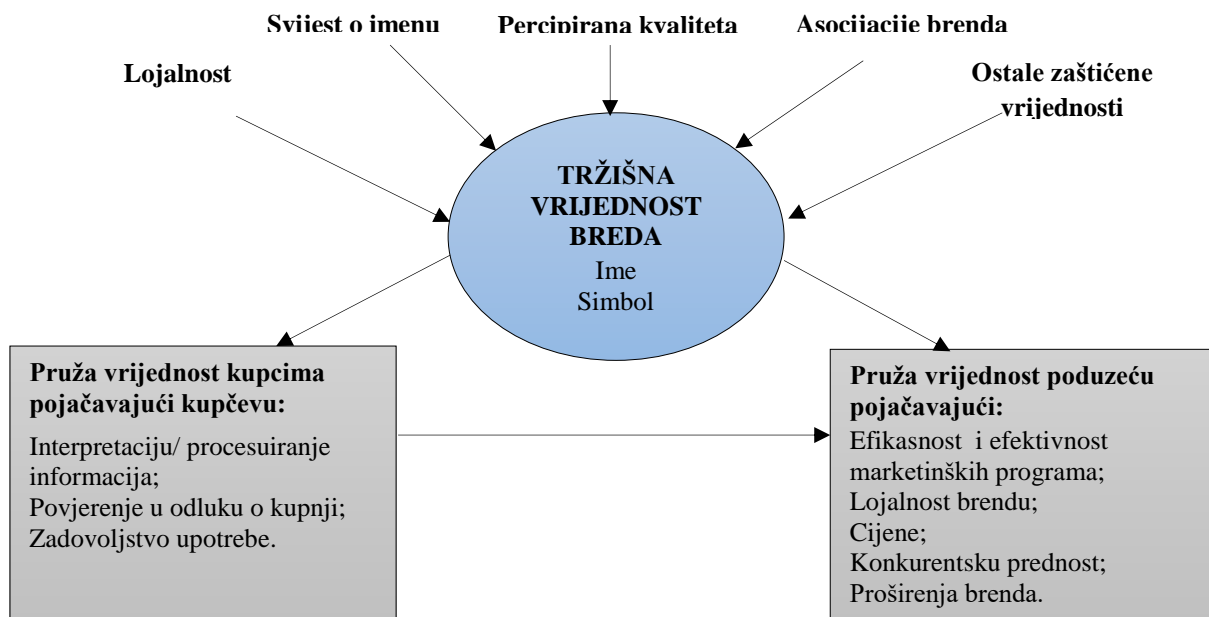 Svijest o imenu
Percipirana kvaliteta
Asocijacije brenda
Lojalnost
Ostale zaštićene
vrijednosti
TRŽIŠNA
VRIJEDNOST
BREDA
Ime
Simbol
Pruža vrijednost kupcima
pojačavajući kupčevu:
Interpretaciju/ procesuiranje
informacija;
Povjerenje u odluku o kupnji;
Zadovoljstvo upotrebe.
Pruža vrijednost poduzeću
pojačavajući:
Efikasnost i efektivnost
marketinških programa;
Lojalnost brendu;
Cijene;
Konkurentsku prednost;
Proširenja brenda.